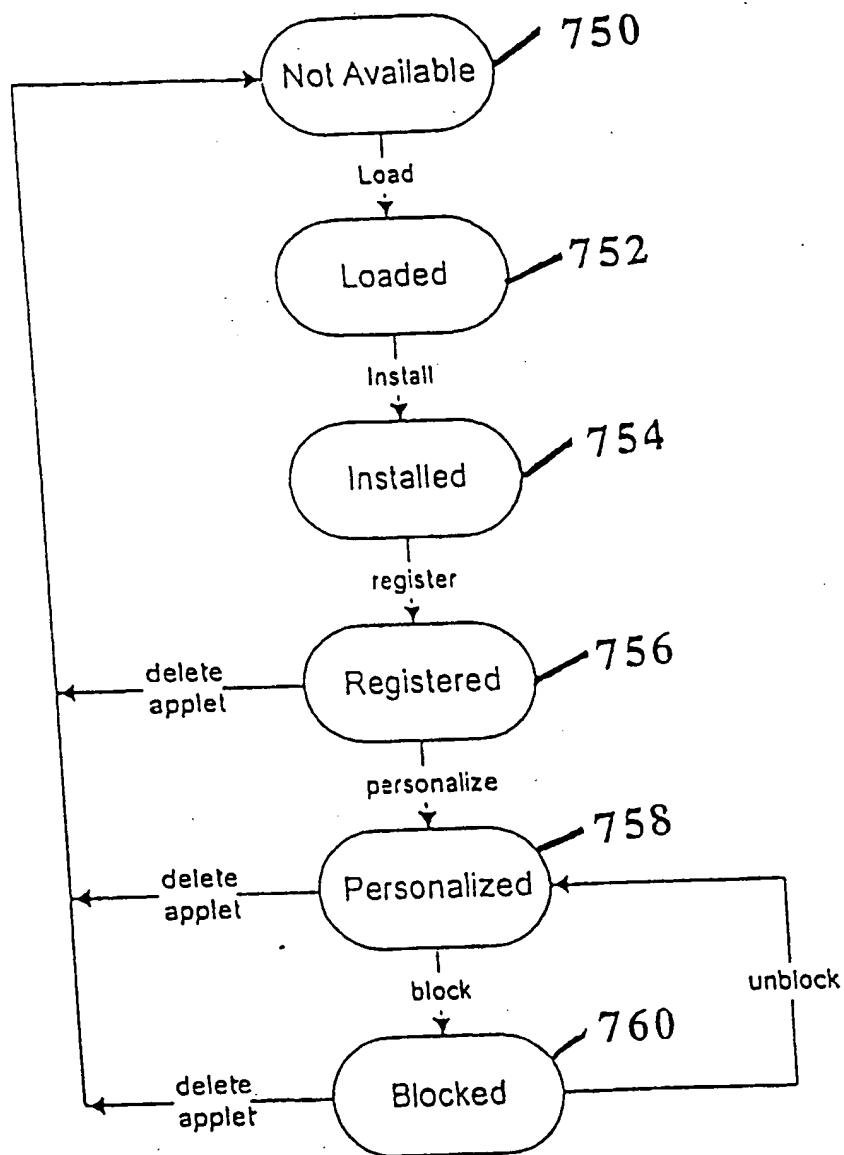 750
Not Available
Load
752
Loaded
Install
754
Installed
register
756
Registered
delete
applet
personalize
758
Personalized
delete
applet
block
unblock
760
Blocked
delete
applet